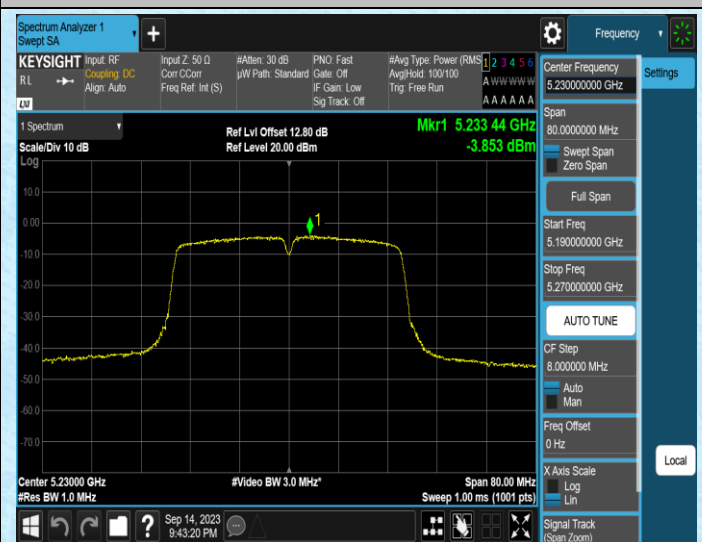 Spectrum Analyzer 1
Swept SA
+
Frequency
KEYSIGHT
RL
LXI
Input: RF
Coupling: DC
Align: Auto
Input Z: 50 Ω
Corr CCorr
Freq Ref: Int (S)
#Atten: 30 dB
µW Path: Standard
PNO: Fast
Gate: Off
IF Gain: Low
Sig Track: Off
#Avg Type: Power (RMS
Avg|Hold: 100/100
Trig: Free Run
1 2 3 4 5 6
A W W W W W
A A A A A A
1 Spectrum
Scale/Div 10 dB
Log
Ref Lvl Offset 12.80 dB
Ref Level 20.00 dBm
Mkr1 5.233 44 GHz
-3.853 dBm
10.0
0.00
-10.0
-20.0
-30.0
-40.0
-50.0
-60.0
-70.0
1
Center 5.23000 GHz
#Res BW 1.0 MHz
#Video BW 3.0 MHz*
Span 80.00 MHz
Sweep 1.00 ms (1001 pts)
Sep 14, 2023
9:43:20 PM
?
Center Frequency
5.230000000 GHz
Span
80.0000000 MHz
Swept Span
Zero Span
Full Span
Start Freq
5.190000000 GHz
Stop Freq
5.270000000 GHz
AUTO TUNE
CF Step
8.000000 MHz
Auto
Man
Freq Offset
0 Hz
X Axis Scale
Log
Lin
Signal Track
(Span Zoom)
Settings
Local